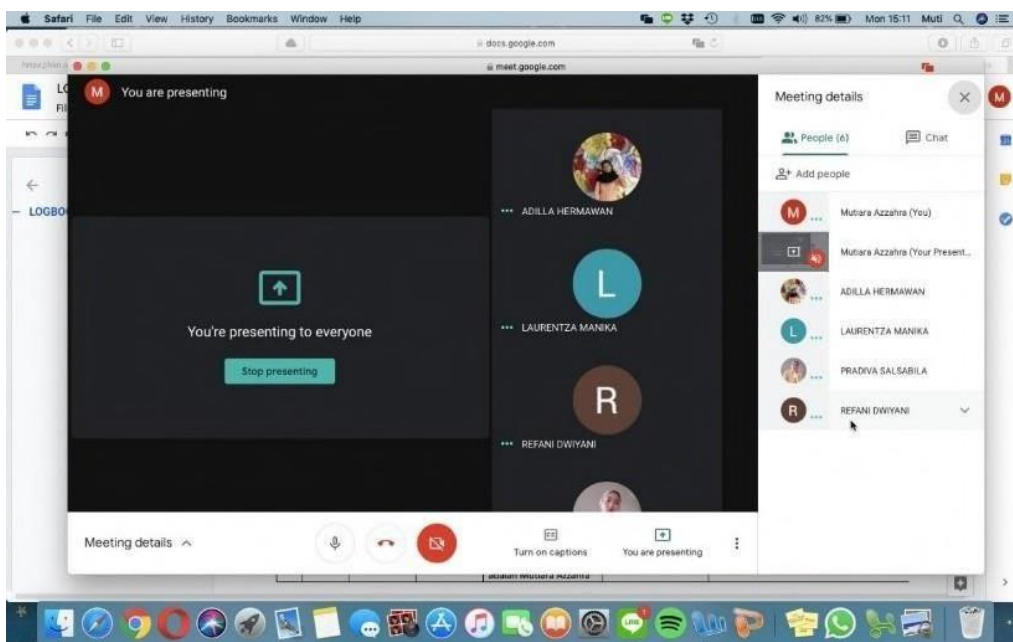 Safari File Edit View History Bookmarks Window Help
82% Mon 15:11 Muti
docs.google.com
meet.google.com
M You are presenting
Meeting details
M
People (6)
Chat
Add people
LOGBO
ADILLA HERMAWAN
L
LAURENTZA MANIKA
R
REFANI DWIYANI
You're presenting to everyone
Stop presenting
M Mutiara Azzahra (You)
Mutiara Azzahra (Your Present...
ADILLA HERMAWAN
L LAURENTZA MANIKA
PRADIVA SALSABILA
R REFANI DWIYANI
Meeting details
Turn on captions
You are presenting
adalah Mutiara Azzahra